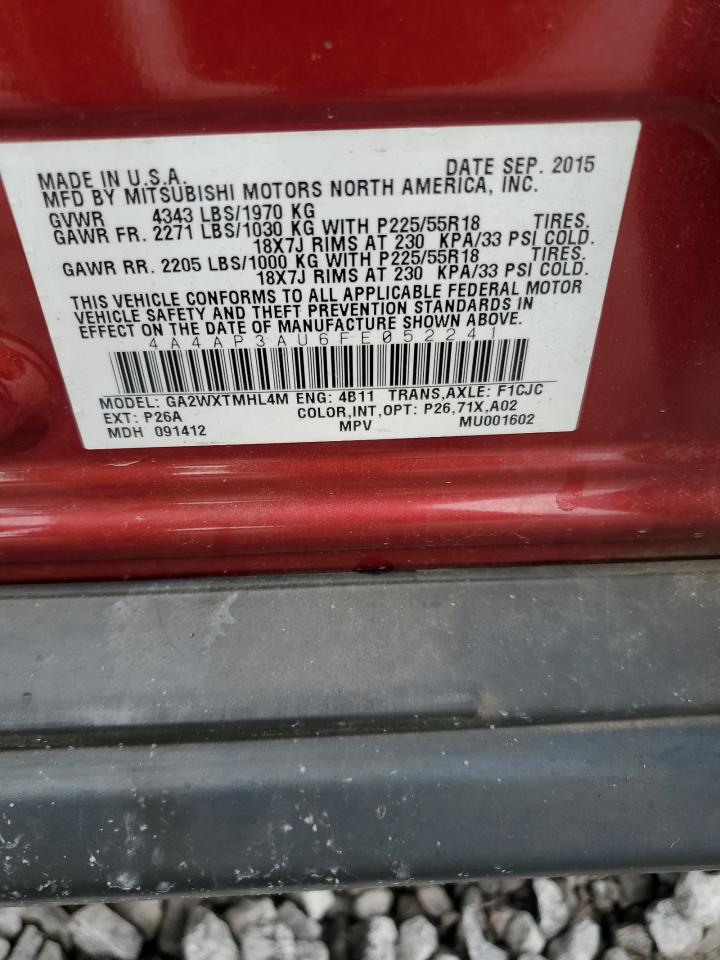 MADE IN U.S.A. DATE SEP. 2015
MFD BY MITSUBISHI MOTORS NORTH AMERICA, INC.
GVWR 4343 LBS/1970 KG
GAWR FR. 2271 LBS/1030 KG WITH P225/55R18 TIRES.
18X7J RIMS AT 230 KPA/33 PSI COLD.
GAWR RR. 2205 LBS/1000 KG WITH P225/55R18 TIRES.
18X7J RIMS AT 230 KPA/33 PSI COLD.
THIS VEHICLE CONFORMS TO ALL APPLICABLE FEDERAL MOTOR
VEHICLE SAFETY AND THEFT PREVENTION STANDARDS IN
EFFECT ON THE DATE OF MANUFACTURE SHOWN ABOVE.
4A4AP3AU6FE052241
MODEL: GA2WXTMHL4M ENG: 4B11 TRANS,AXLE: F1CJC
EXT: P26A COLOR,INT,OPT: P26,71X,A02
MDH 091412 MPV MU001602